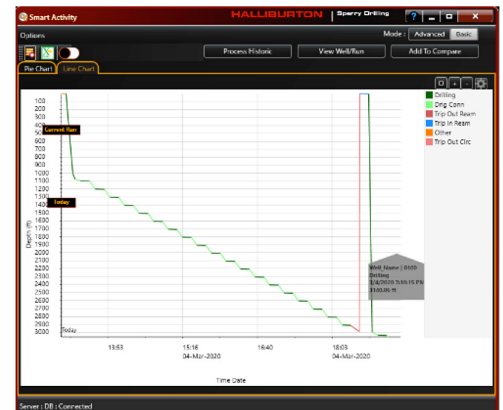 Smart Activity
HALLIBURTON | Sperry Drilling
Options
Mode : Advanced Basic
Process Historic View Well/Run Add To Compare
Pie Chart Line Chart
Drilling
Drlg Conn
Trip Out Ream
Trip In Ream
Other
Trip Out Circ
Depth (ft)
100
200
300
400
Current Run
500
600
700
800
900
1000
1100
1200
1300
Today
1400
1500
1600
1700
1800
1900
2000
2100
2200
2300
2400
2500
2600
2700
2800
2900
3000
Today
Drilling
13:53 15:16 16:40 18:03
04-Mar-2020 04-Mar-2020
Time Date
Server : DB : Connected